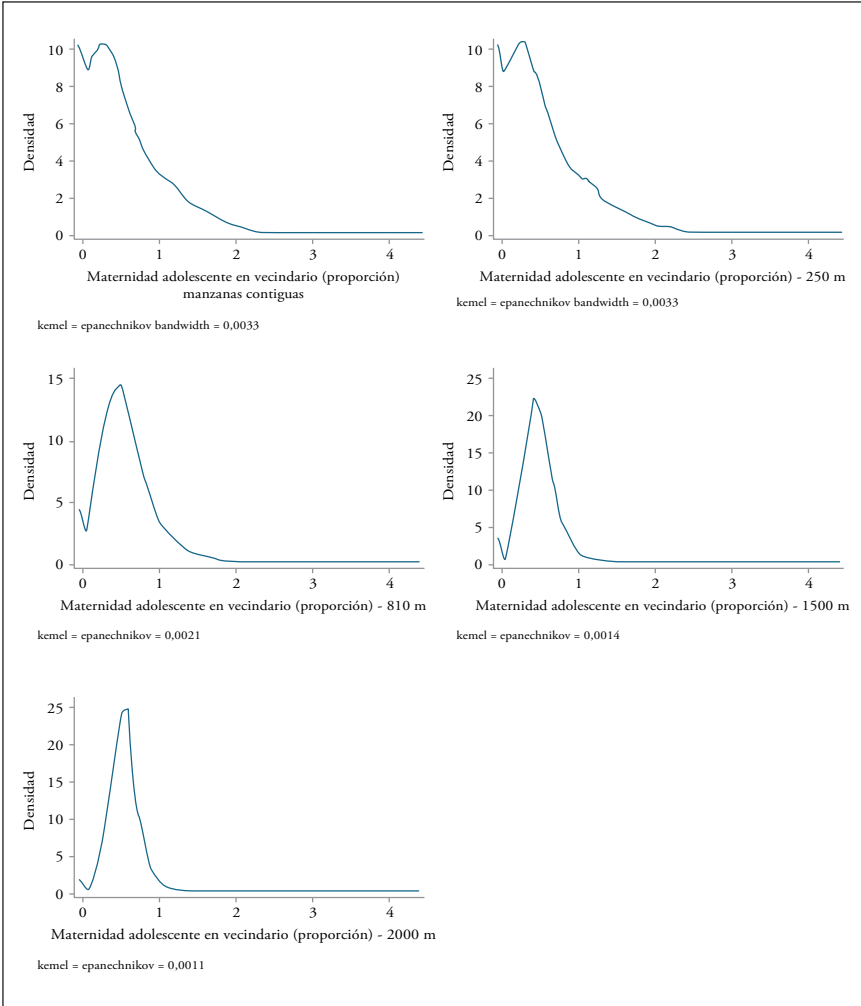 10
8
6
4
2
0
Densidad
0 1 2 3 4
Maternidad adolescente en vecindario (proporción)
manzanas contiguas
kemel = epanechnikov bandwidth = 0,0033
10
8
6
4
2
0
Densidad
0 1 2 3 4
Maternidad adolescente en vecindario (proporción) - 250 m
kemel = epanechnikov bandwidth = 0,0033
15
10
5
0
Densidad
0 1 2 3 4
Maternidad adolescente en vecindario (proporción) - 810 m
kemel = epanechnikov = 0,0021
25
20
15
10
5
0
Densidad
0 1 2 3 4
Maternidad adolescente en vecindario (proporción) - 1500 m
kemel = epanechnikov = 0,0014
25
20
15
10
5
0
Densidad
0 1 2 3 4
Maternidad adolescente en vecindario (proporción) - 2000 m
kemel = epanechnikov = 0,0011